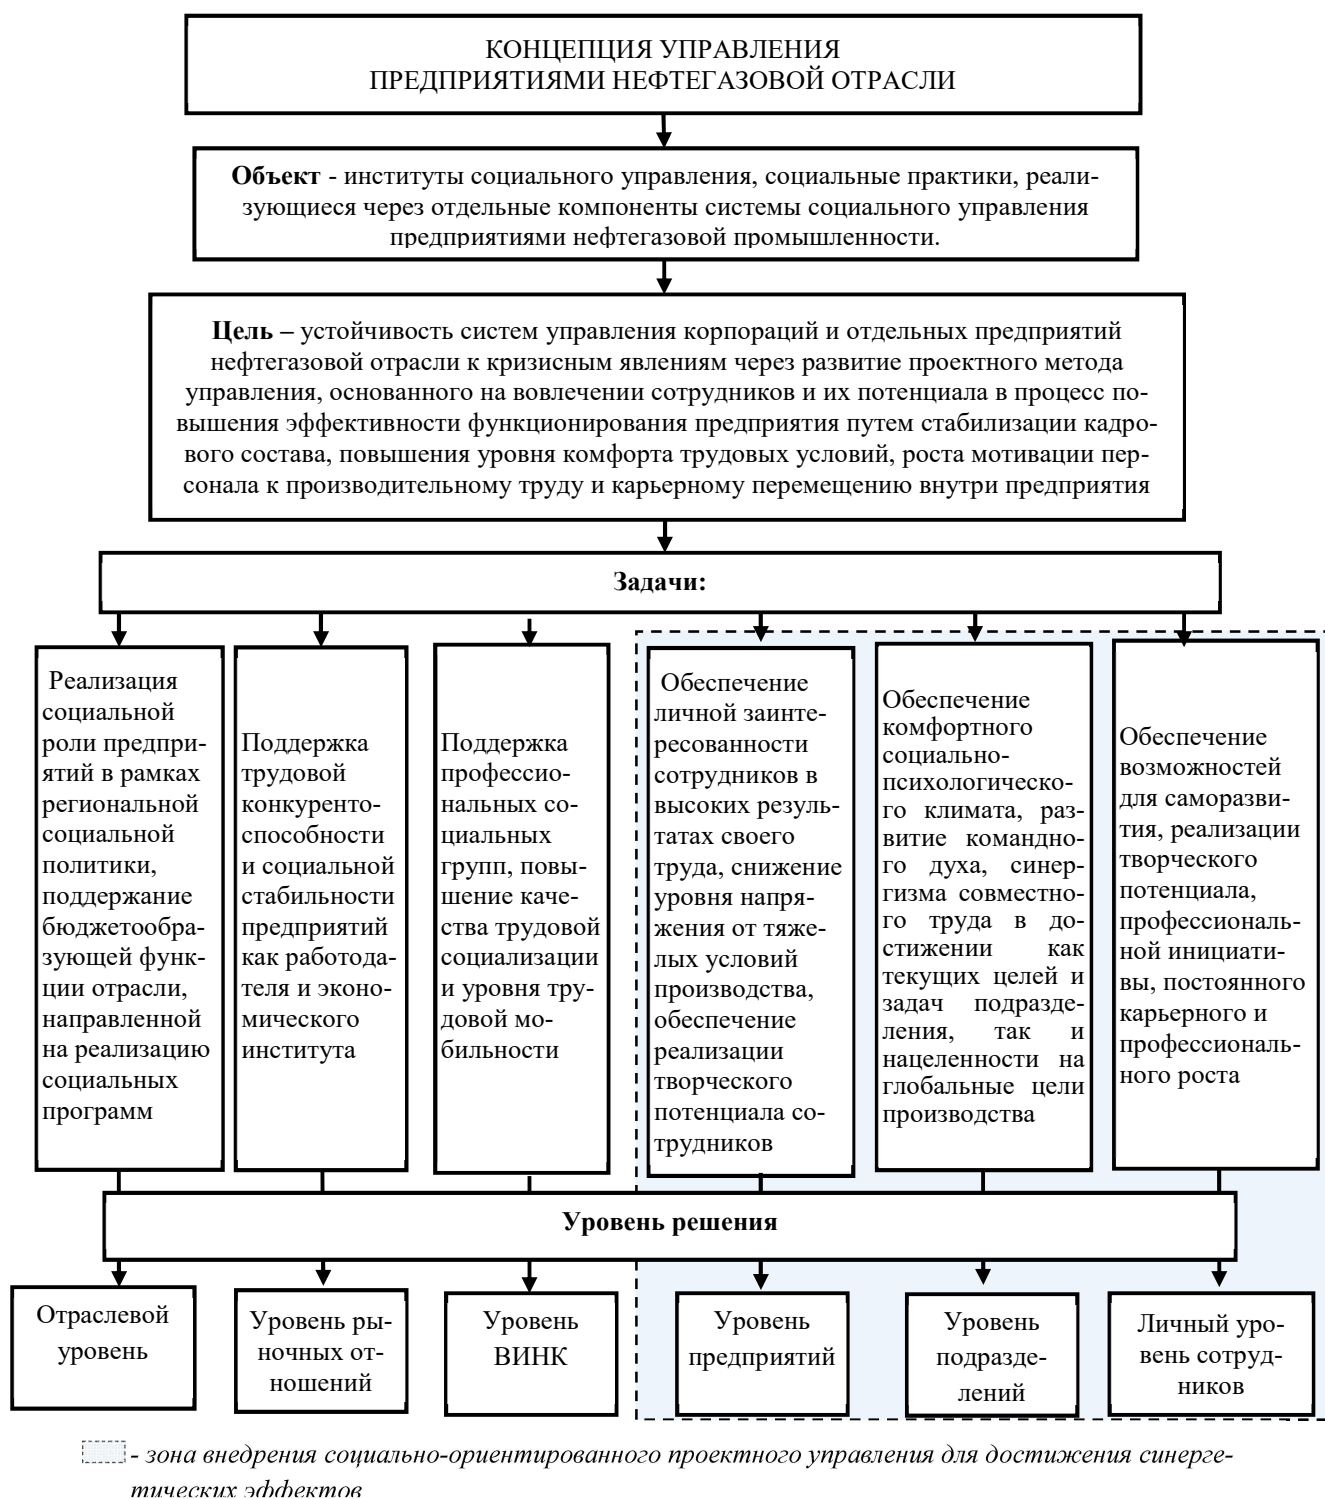 КОНЦЕПЦИЯ УПРАВЛЕНИЯ
ПРЕДПРИЯТИЯМИ НЕФТЕГАЗОВОЙ ОТРАСЛИ
Объект - институты социального управления, социальные практики, реали-
зующиеся через отдельные компоненты системы социального управления
предприятиями нефтегазовой промышленности.
Цель – устойчивость систем управления корпораций и отдельных предприятий
нефтегазовой отрасли к кризисным явлениям через развитие проектного метода
управления, основанного на вовлечении сотрудников и их потенциала в процесс по-
вышения эффективности функционирования предприятия путем стабилизации кадро-
вого состава, повышения уровня комфорта трудовых условий, роста мотивации пер-
сонала к производительному труду и карьерному перемещению внутри предприятия
Задачи:
Реализация
социальной
роли предпри-
ятий в рамках
региональной
социальной
политики,
поддержание
бюджетообра-
зующей функ-
ции отрасли,
направленной
на реализацию
социальных
программ
Поддержка
трудовой
конкуренто-
способности
и социальной
стабильности
предприятий
как работода-
теля и эконо-
мического
института
Поддержка
профессио-
нальных со-
циальных
групп, повы-
шение каче-
ства трудовой
социализации
и уровня тру-
довой мо-
бильности
Обеспечение
личной заинте-
ресованности
сотрудников в
высоких резуль-
татах своего
труда, снижение
уровня напря-
жения от тяже-
лых условий
производства,
обеспечение
реализации
творческого
потенциала со-
трудников
Обеспечение
комфортного
социально-
психологическо-
го климата, раз-
витие командно-
го духа, синер-
гизма совместно-
го труда в до-
стижении как
текущих целей и
задач подразде-
ления, так и
нацеленности на
глобальные цели
производства
Обеспечение
возможностей
для саморазви-
тия, реализации
творческого
потенциала,
профессиональ-
ной инициати-
вы, постоянного
карьерного и
профессиональ-
ного роста
Уровень решения
Отраслевой
уровень
Уровень ры-
ночных от-
ношений
Уровень
ВИНК
Уровень
предприятий
Уровень
подразде-
лений
Личный уро-
вень сотруд-
ников
- зона внедрения социально-ориентированного проектного управления для достижения синерге-
тических эффектов